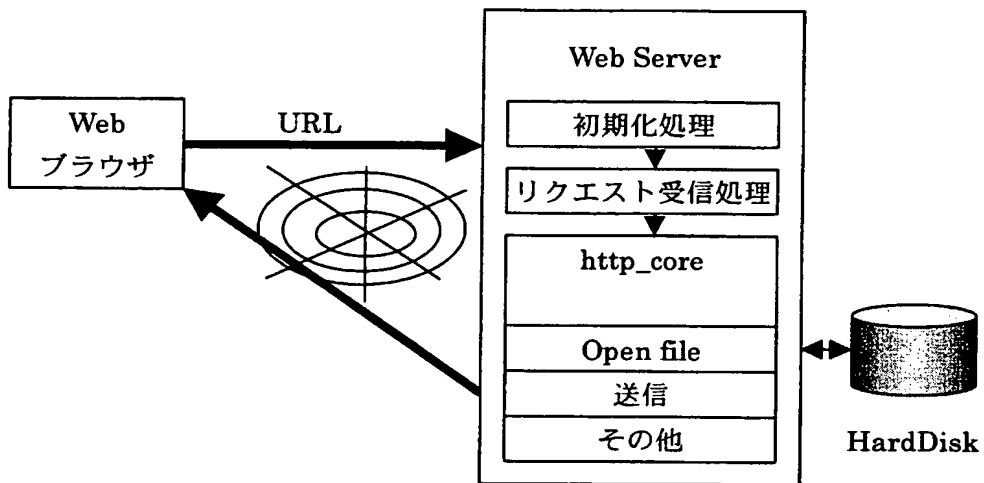 Web Server
Web
ブラウザ
URL
初期化処理
リクエスト受信処理
http_core
Open file
送信
その他
HardDisk